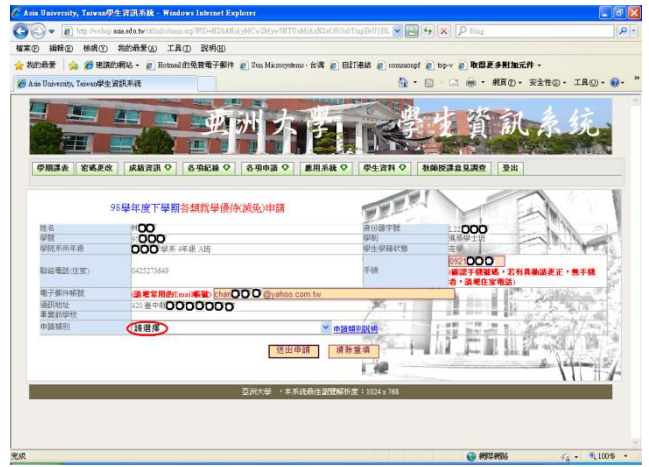 Asia University, Taiwan學生資訊系統 - Windows Internet Explorer
Bing
檔案(F) 編輯(E) 檢視(V) 我的最愛(A) 工具(T) 說明(H)
我的最愛 建議的網站 Hotmail 的免費電子郵件 Sun Microsystems - 台灣 自訂連結 top-v 取得更多附加元件
Asia University, Taiwan學生資訊系統 網頁(P) 安全性(S) 工具(O)
亞洲大學 學生資訊系統
學期課表 密碼更改 成績資訊 各項紀錄 各項申請 應用系統 學生資料 教師授課意見調查 登出
98學年度下學期各類就學優待(減免)申請
姓名 林 身份證字號 L22
學號 9 學制
學院系所年級 學系 4年級 A班 學生學籍狀態 在學
聯絡電話(住家) 0425273649 手機 0921
(確認手機號碼，若有異動請更正，無手機者，請填住家電話)
電子郵件帳號 (請填常用的Email帳號) chan @yahoo.com.tw
通訊地址 420 臺中縣
畢業前學校
申請類別 請選擇 申請類別說明
送出申請 清除重填
亞洲大學 ‧本系統最佳瀏覽解析度：1024 x 768
完成 網際網路 100%